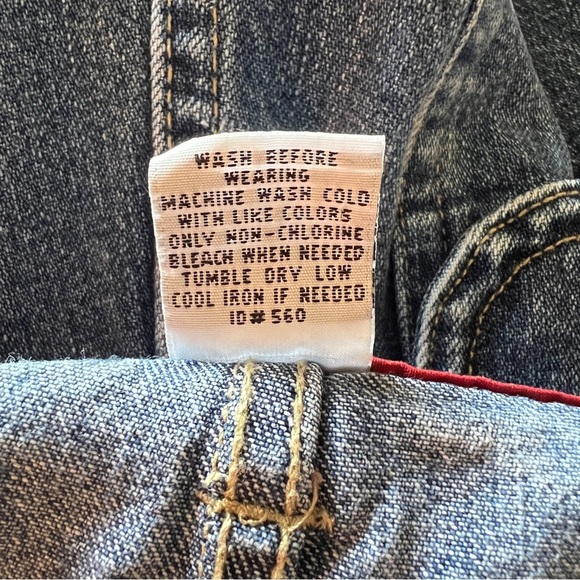 WASH BEFORE
WEARING
MACHINE WASH COLD
WITH LIKE COLORS
ONLY NON-CHLORINE
BLEACH WHEN NEEDED
TUMBLE DRY LOW
COOL IRON IF NEEDED
ID# 560